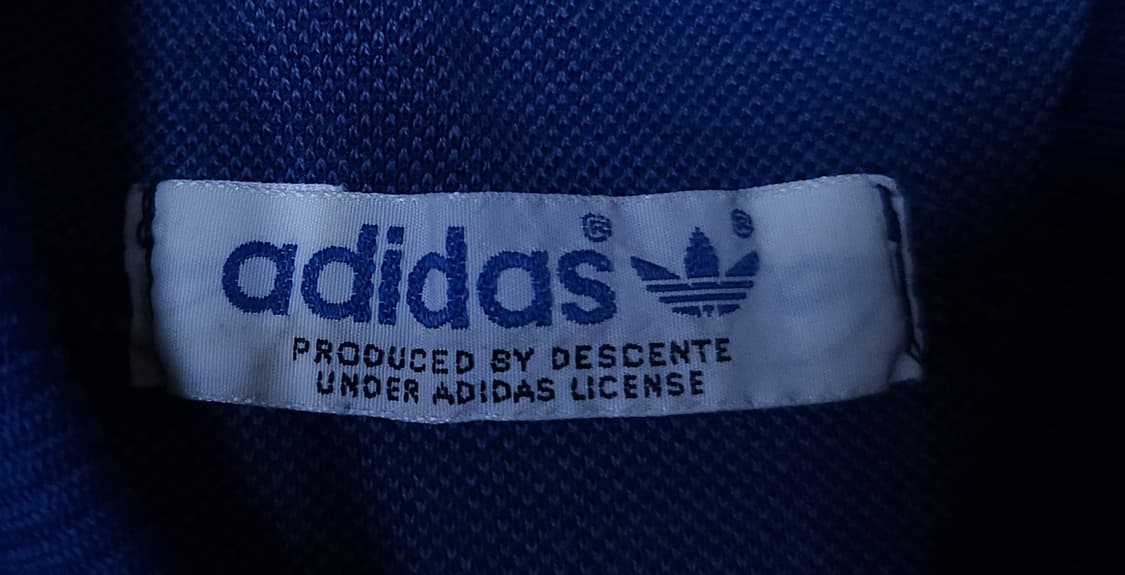 adidas® ®
PRODUCED BY DESCENTE
UNDER ADIDAS LICENSE